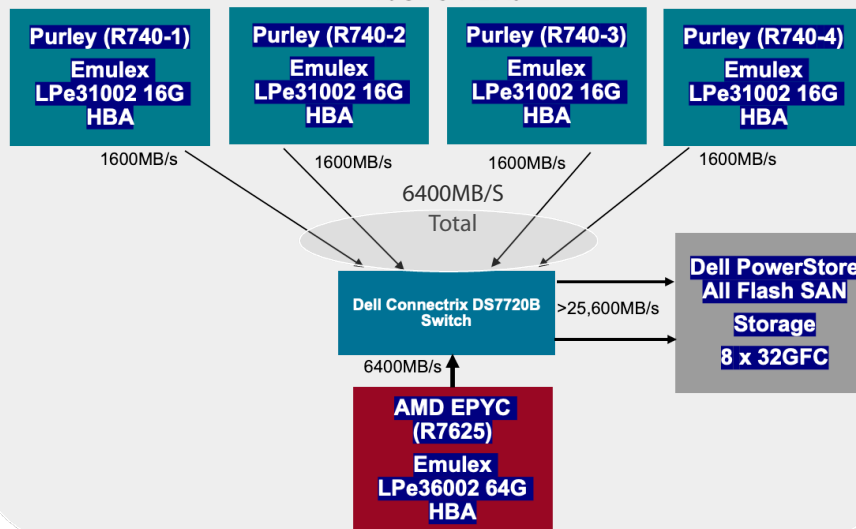 Purley (R740-1)
Emulex
LPe31002 16G
HBA
Purley (R740-2
Emulex
LPe31002 16G
HBA
Purley (R740-3)
Emulex
LPe31002 16G
HBA
Purley (R740-4)
Emulex
LPe31002 16G
HBA
1600MB/s
1600MB/s
1600MB/s
1600MB/s
6400MB/S
Total
Dell Connectrix DS7720B
Switch
>25,600MB/s
Dell PowerStore
All Flash SAN
Storage
8 x 32GFC
6400MB/s
AMD EPYC
(R7625)
Emulex
LPe36002 64G
HBA